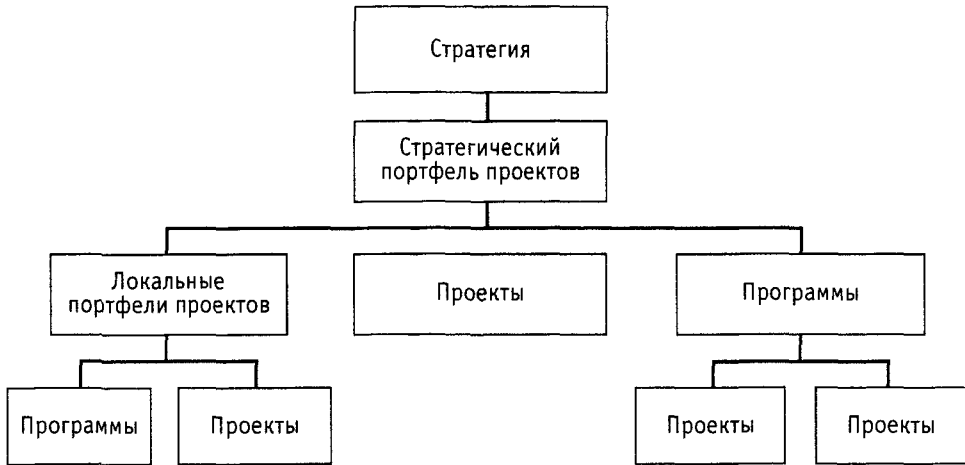 Стратегия
Стратегический
портфель проектов
Локальные
портфели проектов
Проекты
Программы
Программы
Проекты
Проекты
Проекты